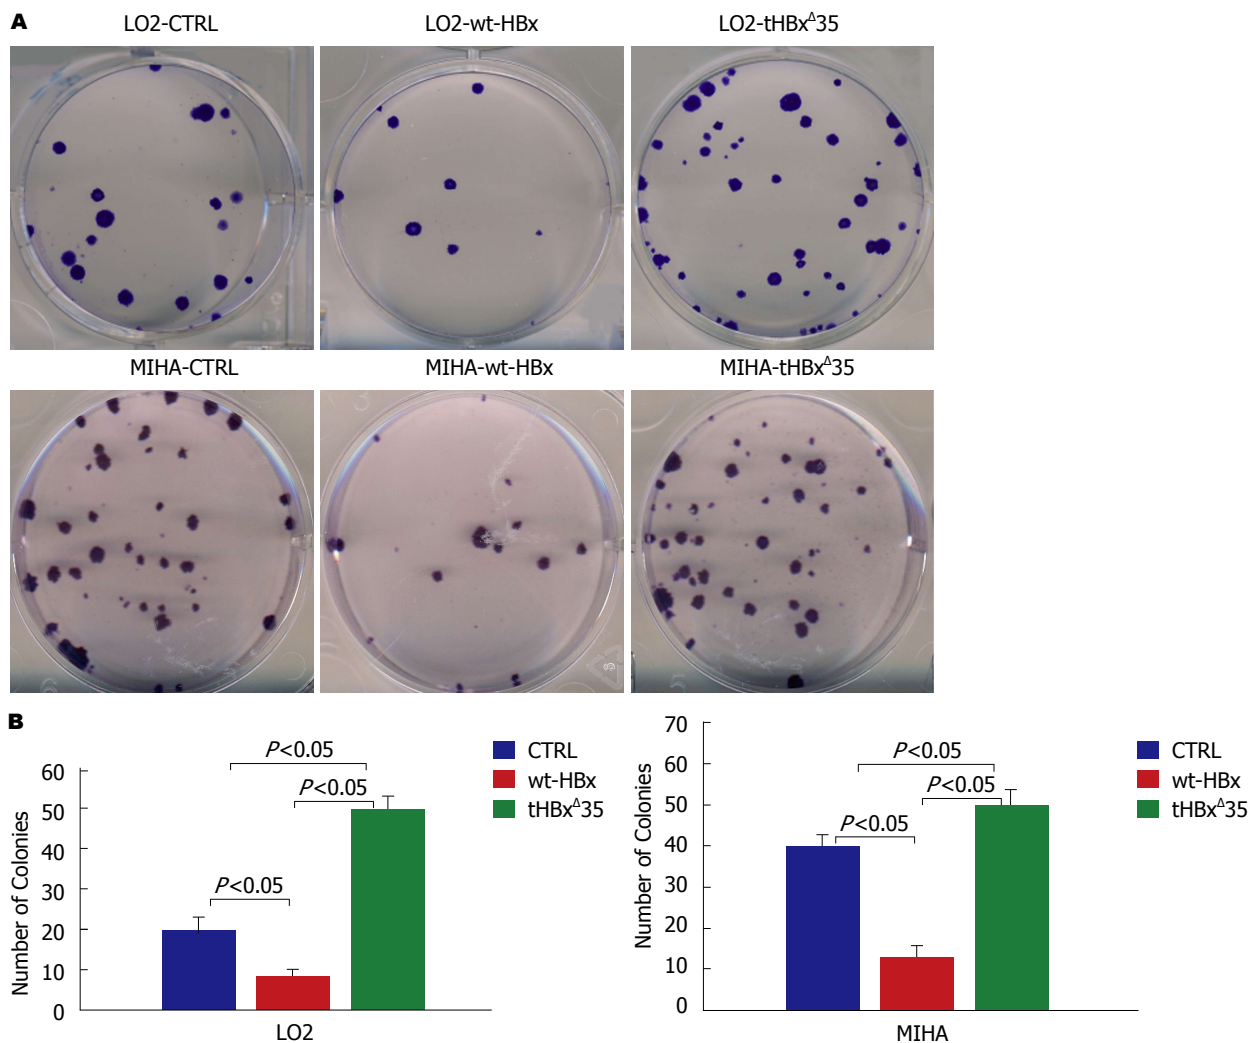 A
LO2-CTRL
LO2-wt-HBx
LO2-tHBxΔ35
MIHA-CTRL
MIHA-wt-HBx
MIHA-tHBxΔ35
B
Number of Colonies
60
50
40
30
20
10
0
P<0.05
P<0.05
P<0.05
LO2
CTRL
wt-HBx
tHBxΔ35
Number of Colonies
70
60
50
40
30
20
10
0
P<0.05
P<0.05
P<0.05
MIHA
CTRL
wt-HBx
tHBxΔ35